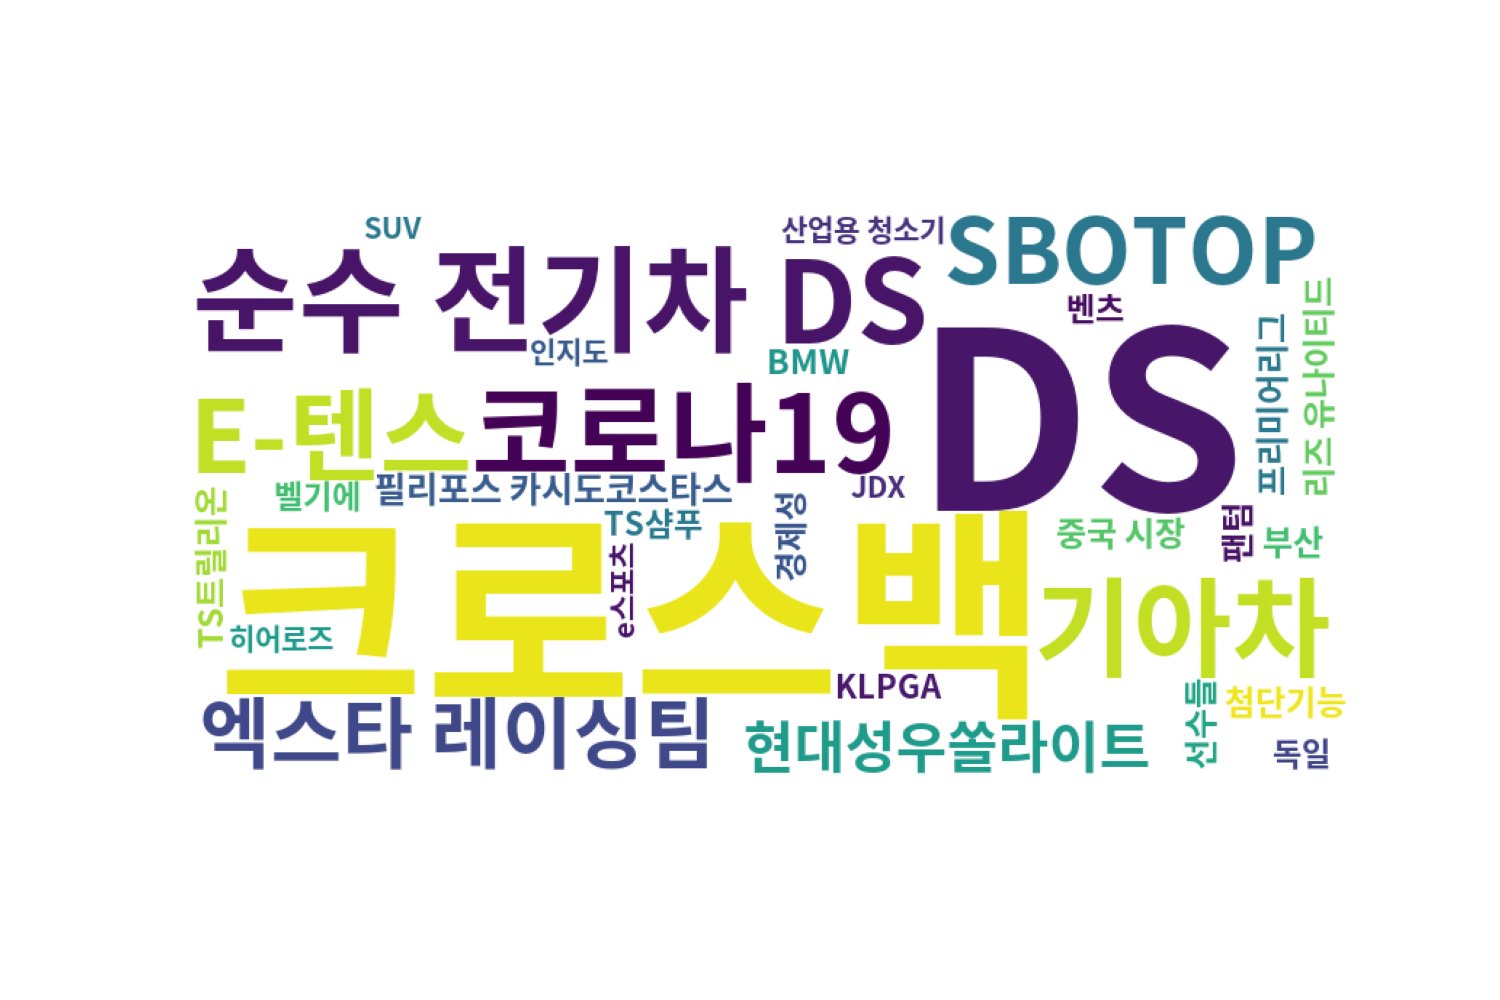 SUV
산업용 청소기
SBOTOP
순수 전기차 DS
벤츠
인지도
BMW
DS
프리미어리그
리즈 유나이티드
E-텐스
코로나19
벨기에
필리포스 카시도코스타스
JDX
TS트릴리온
TS샴푸
경제성
중국 시장
팬텀
부산
크로스백
e스포츠
히어로즈
기아차
KLPGA
선수들
첨단기능
엑스타 레이싱팀
현대성우쏠라이트
독일